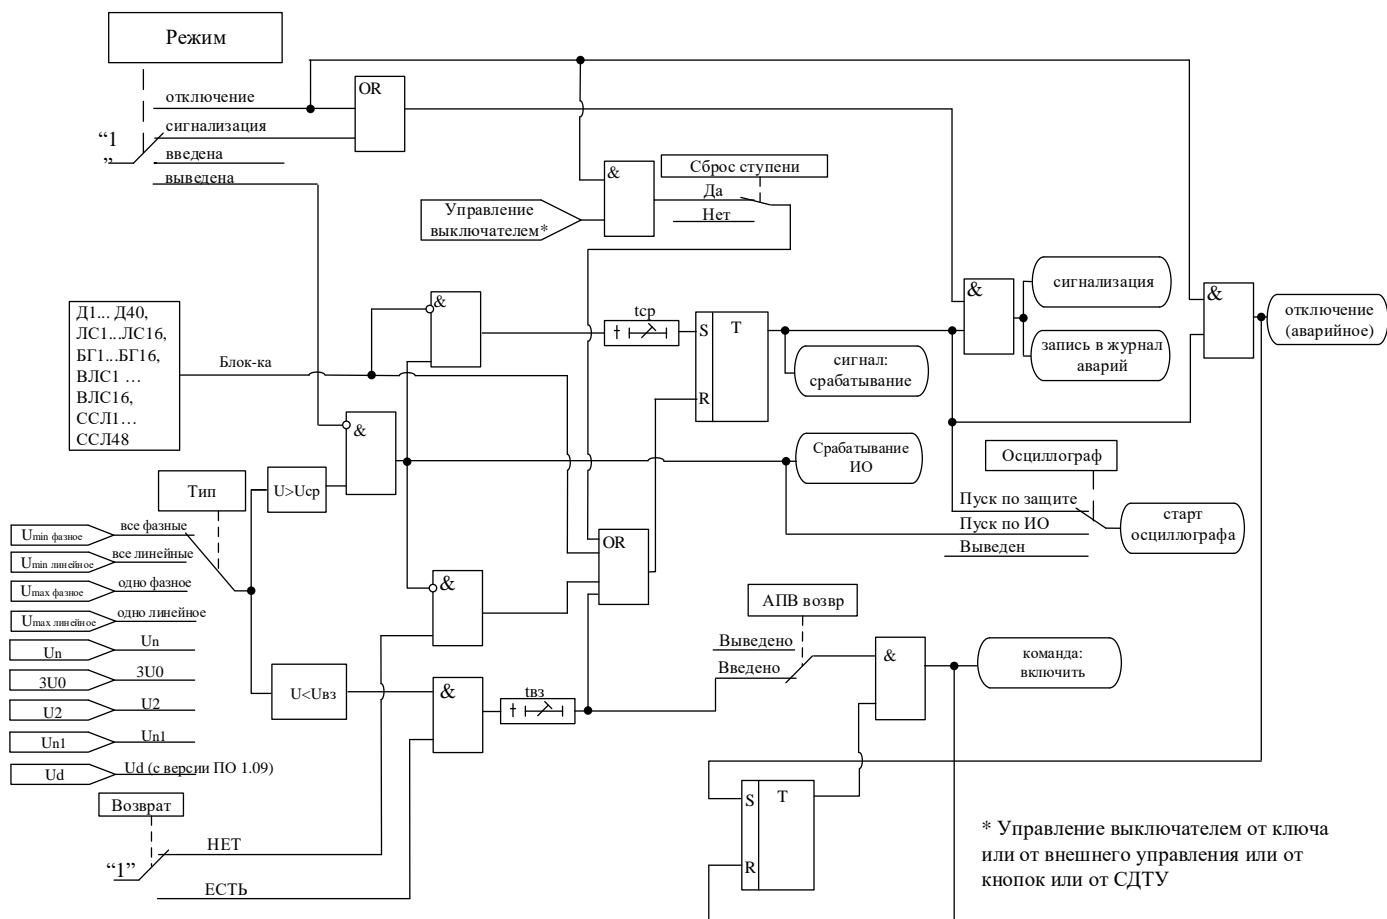 Режим
отключение
OR
“1
”
сигнализация
введена
выведена
&
Сброс ступени
Да
Нет
Управление
выключателем*
Д1... Д40,
ЛС1...ЛС16,
БГ1...БГ16,
ВЛС1 …
ВЛС16,
ССЛ1…
ССЛ48
Блок-ка
&
tср
S
T
R
сигнал:
срабатывание
&
сигнализация
запись в журнал
аварий
&
отключение
(аварийное)
&
Срабатывание
ИО
Осциллограф
Пуск по защите
Пуск по ИО
Выведен
старт
осциллографа
Тип
U>Uср
Umin фазное
все фазные
Umin линейное
все линейные
Umax фазное
одно фазное
Umax линейное
одно линейное
Un
Un
3U0
3U0
U2
U2
Un1
Un1
Ud
Ud (с версии ПО 1.09)
OR
&
U<Uвз
&
tвз
АПВ возвр
Выведено
Введено
&
команда:
включить
S
T
R
Возврат
“1”
НЕТ
ЕСТЬ
* Управление выключателем от ключа
или от внешнего управления или от
кнопок или от СДТУ